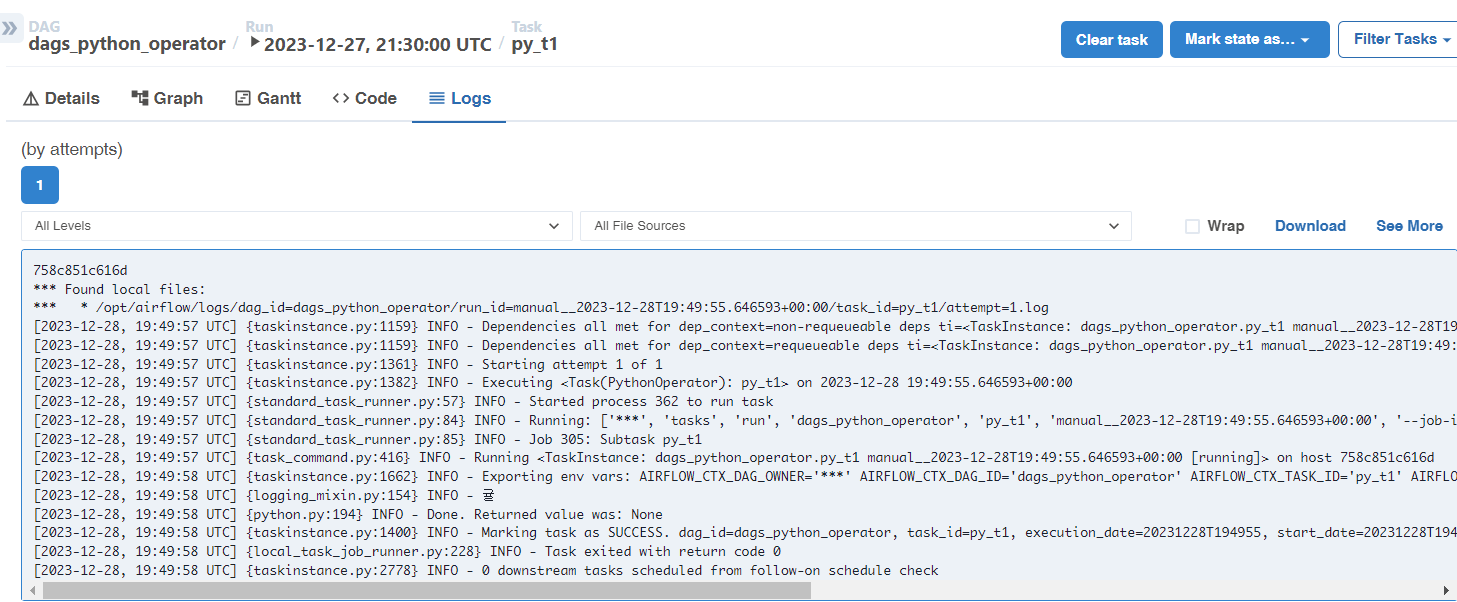 DAG
dags_python_operator
Run
2023-12-27, 21:30:00 UTC
Task
py_t1
Clear task
Mark state as...
Filter Tasks
Details
Graph
Gantt
Code
Logs
(by attempts)
1
All Levels
All File Sources
Wrap
Download
See More
758c851c616d
*** Found local files:
***   * /opt/airflow/logs/dag_id=dags_python_operator/run_id=manual__2023-12-28T19:49:55.646593+00:00/task_id=py_t1/attempt=1.log
[2023-12-28, 19:49:57 UTC] {taskinstance.py:1159} INFO - Dependencies all met for dep_context=non-requeueable deps ti=<TaskInstance: dags_python_operator.py_t1 manual__2023-12-28T19
[2023-12-28, 19:49:57 UTC] {taskinstance.py:1159} INFO - Dependencies all met for dep_context=requeueable deps ti=<TaskInstance: dags_python_operator.py_t1 manual__2023-12-28T19:49:
[2023-12-28, 19:49:57 UTC] {taskinstance.py:1361} INFO - Starting attempt 1 of 1
[2023-12-28, 19:49:57 UTC] {taskinstance.py:1382} INFO - Executing <Task(PythonOperator): py_t1> on 2023-12-28 19:49:55.646593+00:00
[2023-12-28, 19:49:57 UTC] {standard_task_runner.py:57} INFO - Started process 362 to run task
[2023-12-28, 19:49:57 UTC] {standard_task_runner.py:84} INFO - Running: ['***', 'tasks', 'run', 'dags_python_operator', 'py_t1', 'manual__2023-12-28T19:49:55.646593+00:00', '--job-i
[2023-12-28, 19:49:57 UTC] {standard_task_runner.py:85} INFO - Job 305: Subtask py_t1
[2023-12-28, 19:49:57 UTC] {task_command.py:416} INFO - Running <TaskInstance: dags_python_operator.py_t1 manual__2023-12-28T19:49:55.646593+00:00 [running]> on host 758c851c616d
[2023-12-28, 19:49:58 UTC] {taskinstance.py:1662} INFO - Exporting env vars: AIRFLOW_CTX_DAG_OWNER='***' AIRFLOW_CTX_DAG_ID='dags_python_operator' AIRFLOW_CTX_TASK_ID='py_t1' AIRFLO
[2023-12-28, 19:49:58 UTC] {logging_mixin.py:154} INFO -
[2023-12-28, 19:49:58 UTC] {python.py:194} INFO - Done. Returned value was: None
[2023-12-28, 19:49:58 UTC] {taskinstance.py:1400} INFO - Marking task as SUCCESS. dag_id=dags_python_operator, task_id=py_t1, execution_date=20231228T194955, start_date=20231228T194
[2023-12-28, 19:49:58 UTC] {local_task_job_runner.py:228} INFO - Task exited with return code 0
[2023-12-28, 19:49:58 UTC] {taskinstance.py:2778} INFO - 0 downstream tasks scheduled from follow-on schedule check